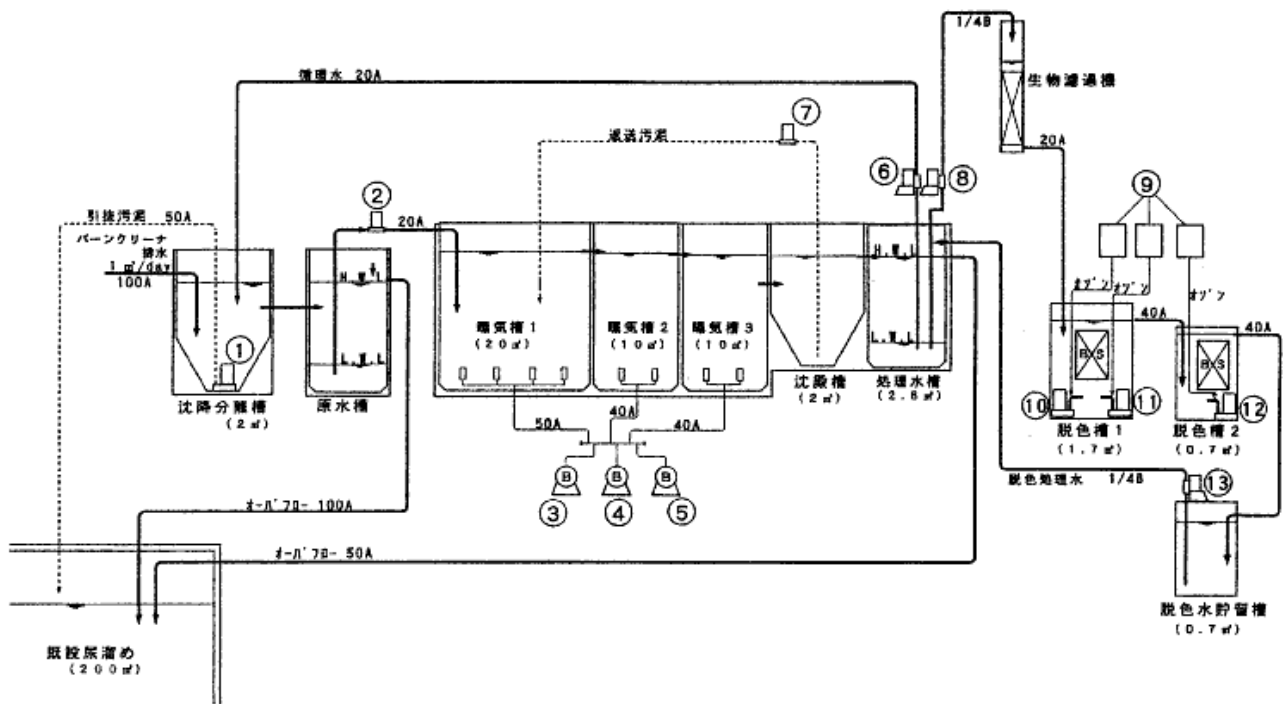 1/4B
循環水 20A
生物濾過槽
⑦
返送汚泥
20A
⑥
⑧
⑨
②
引抜汚泥 50A
20A
バーンクリーナ
排水
1㎥/day
100A
H.W.L
H.W.L
オゾン
オゾン
オゾン
40A
40A
曝気槽1
(20㎥)
曝気槽2
(10㎥)
曝気槽3
(10㎥)
①
L.W.L
L.W.L
BS
BS
沈降分離槽
(2㎥)
原水槽
沈殿槽
(2㎥)
処理水槽
⑩
⑪
⑫
50A
40A
40A
脱色槽1
(1.7㎥)
脱色槽2
(0.7㎥)
B
B
B
脱色処理水 1/4B
⑬
③
④
⑤
オーバフロー 100A
オーバフロー 50A
脱色水貯留槽
(0.7㎥)
既設尿溜め
(200㎥)